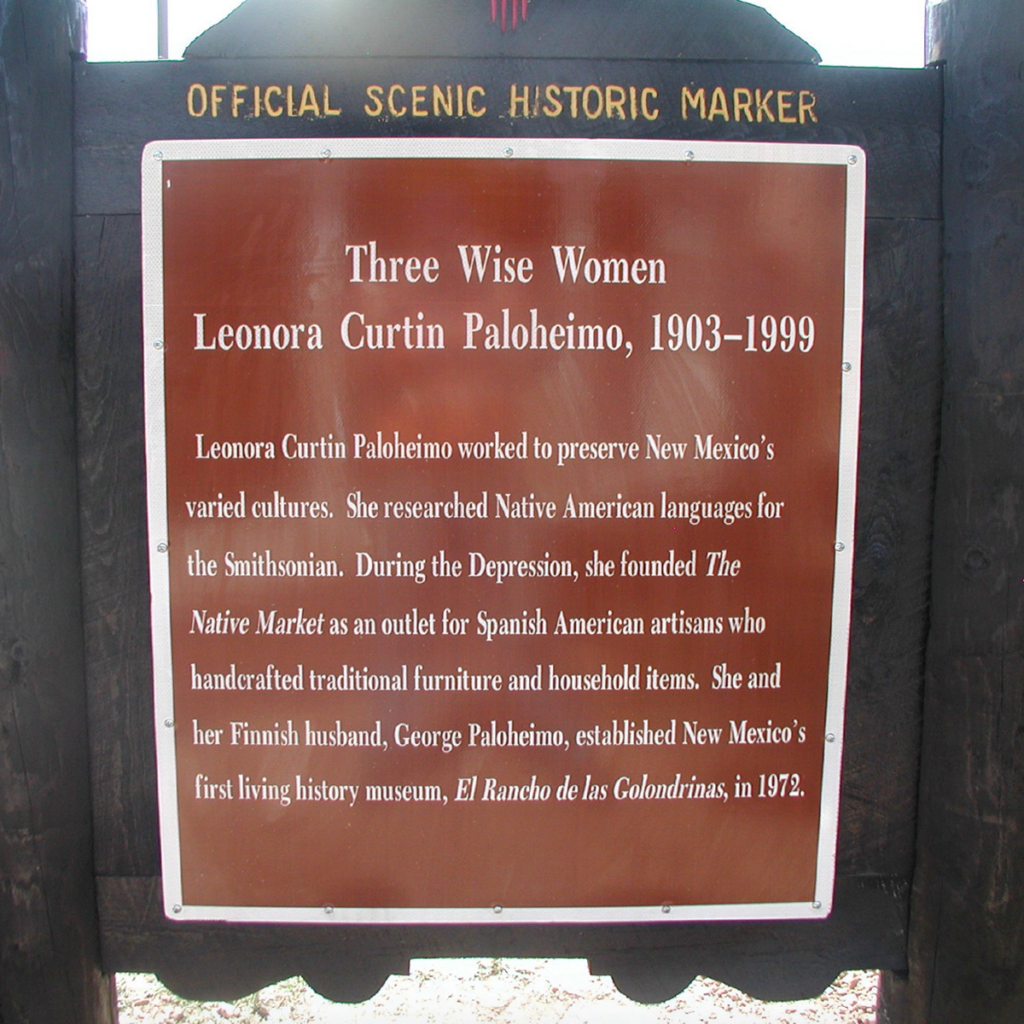 OFFICIAL SCENIC HISTORIC MARKER
Three Wise Women
Leonora Curtin Paloheimo, 1903–1999
Leonora Curtin Paloheimo worked to preserve New Mexico's
varied cultures. She researched Native American languages for
the Smithsonian. During the Depression, she founded The
Native Market as an outlet for Spanish American artisans who
handcrafted traditional furniture and household items. She and
her Finnish husband, George Paloheimo, established New Mexico's
first living history museum, El Rancho de las Golondrinas, in 1972.